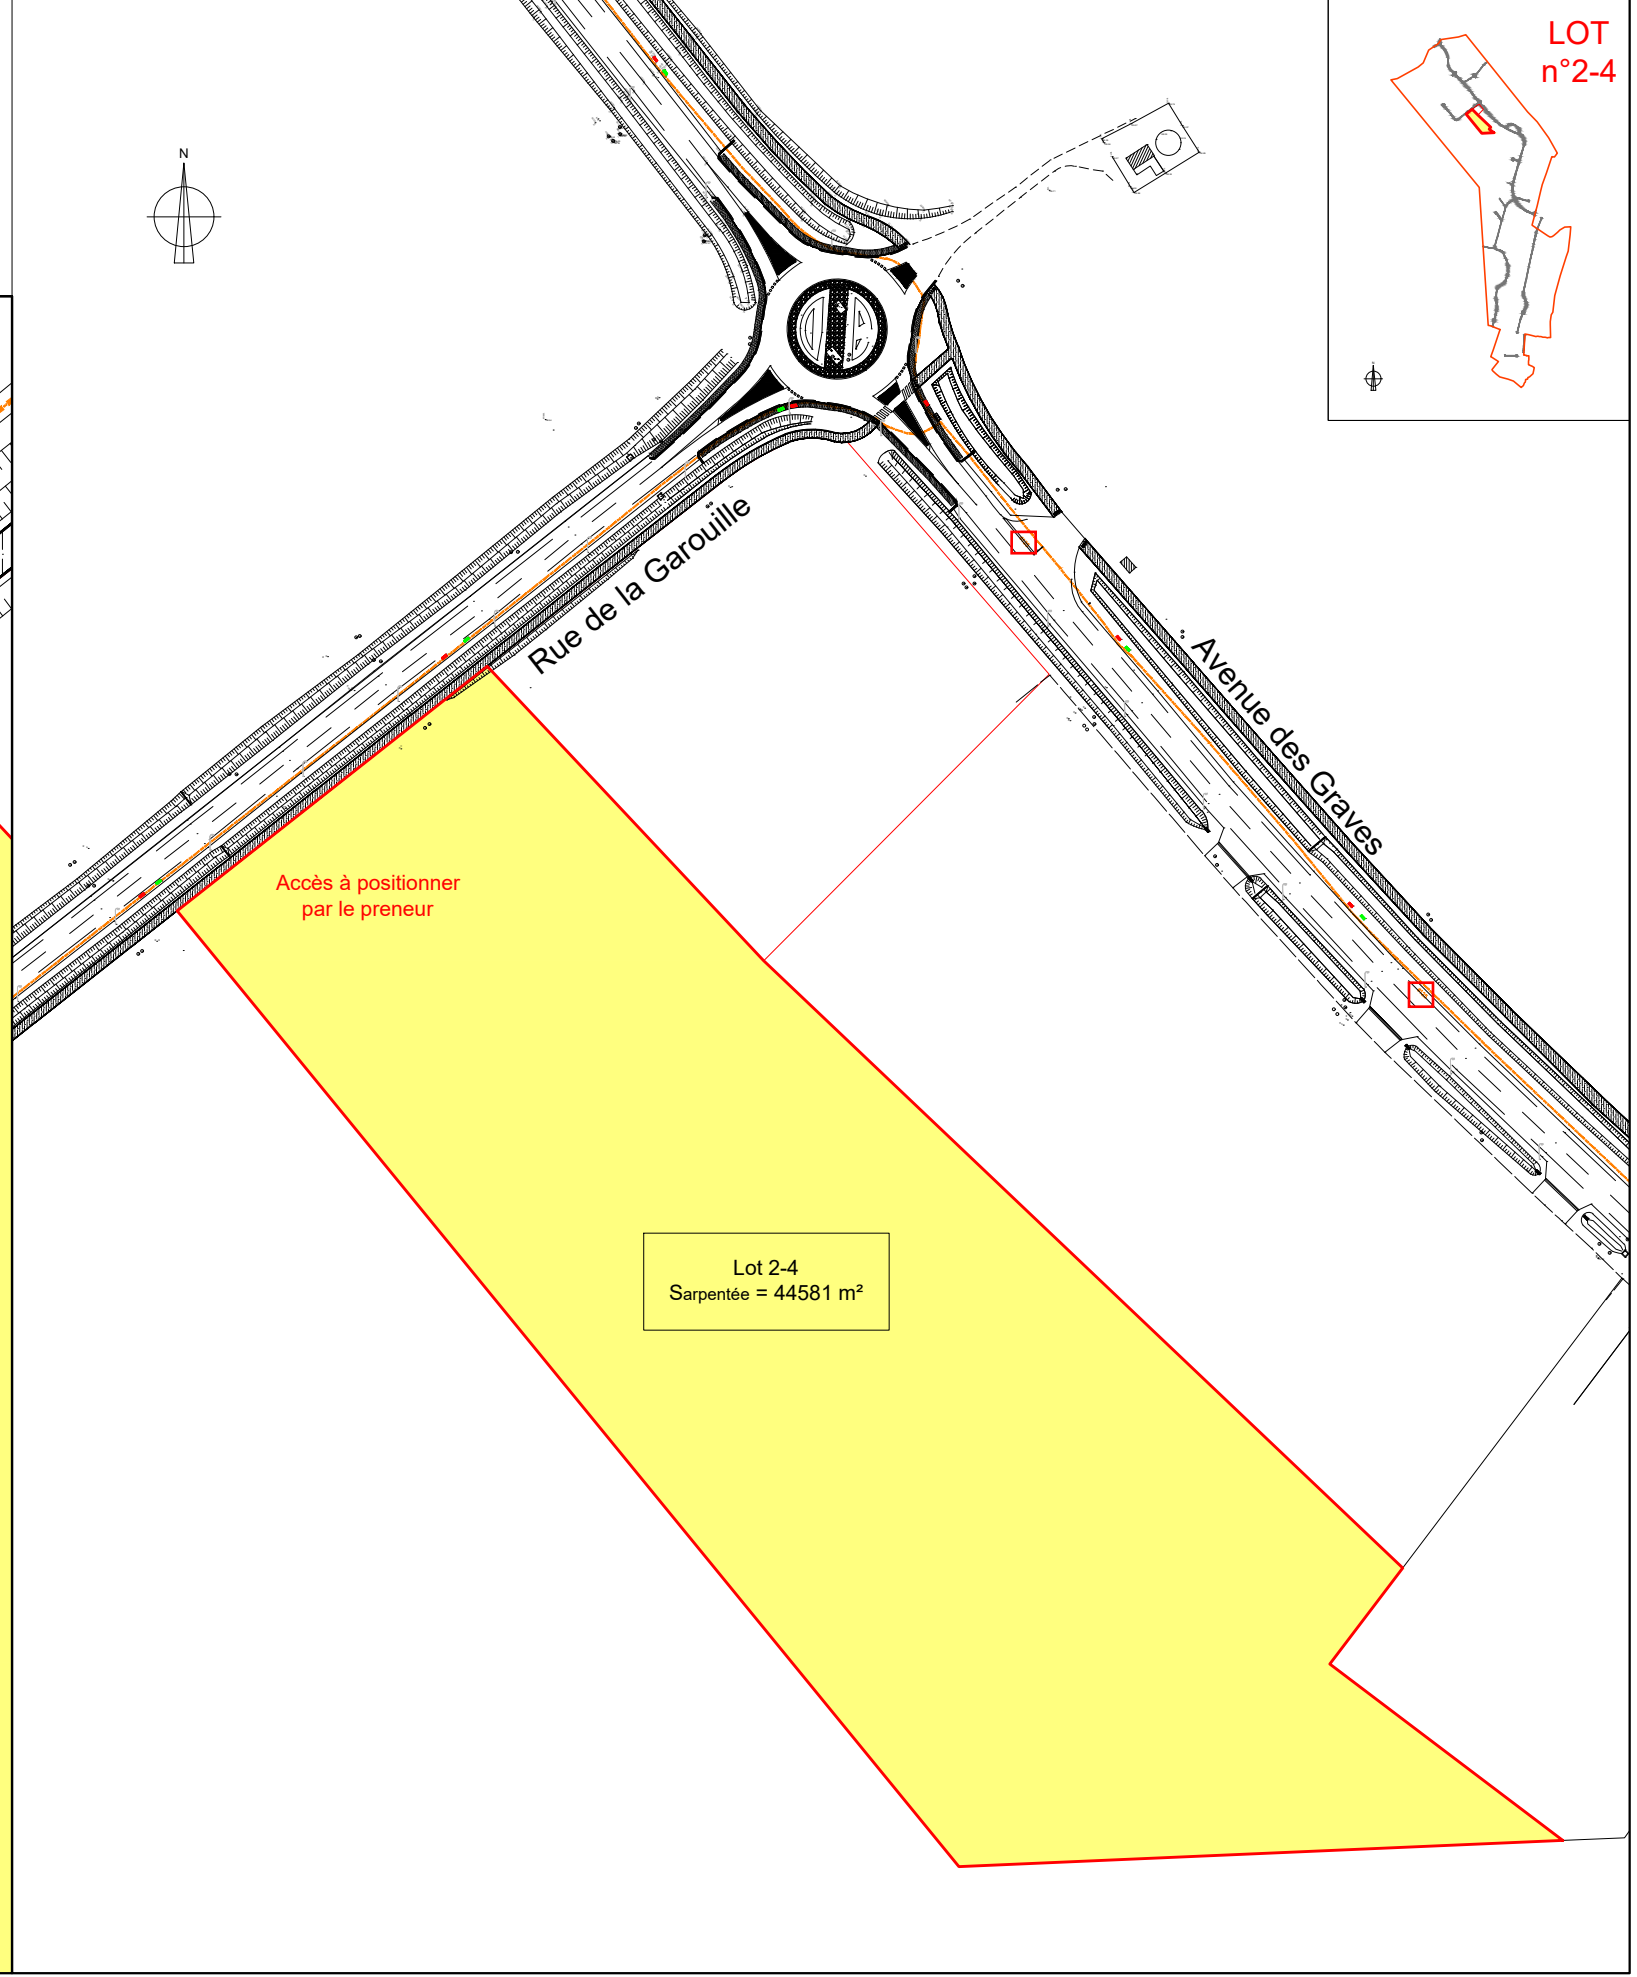 LOT
n°2-4
N
Rue de la Garouille
Avenue des Graves
Accès à positionner
par le preneur
Lot 2-4
Sarpentée = 44581 m²